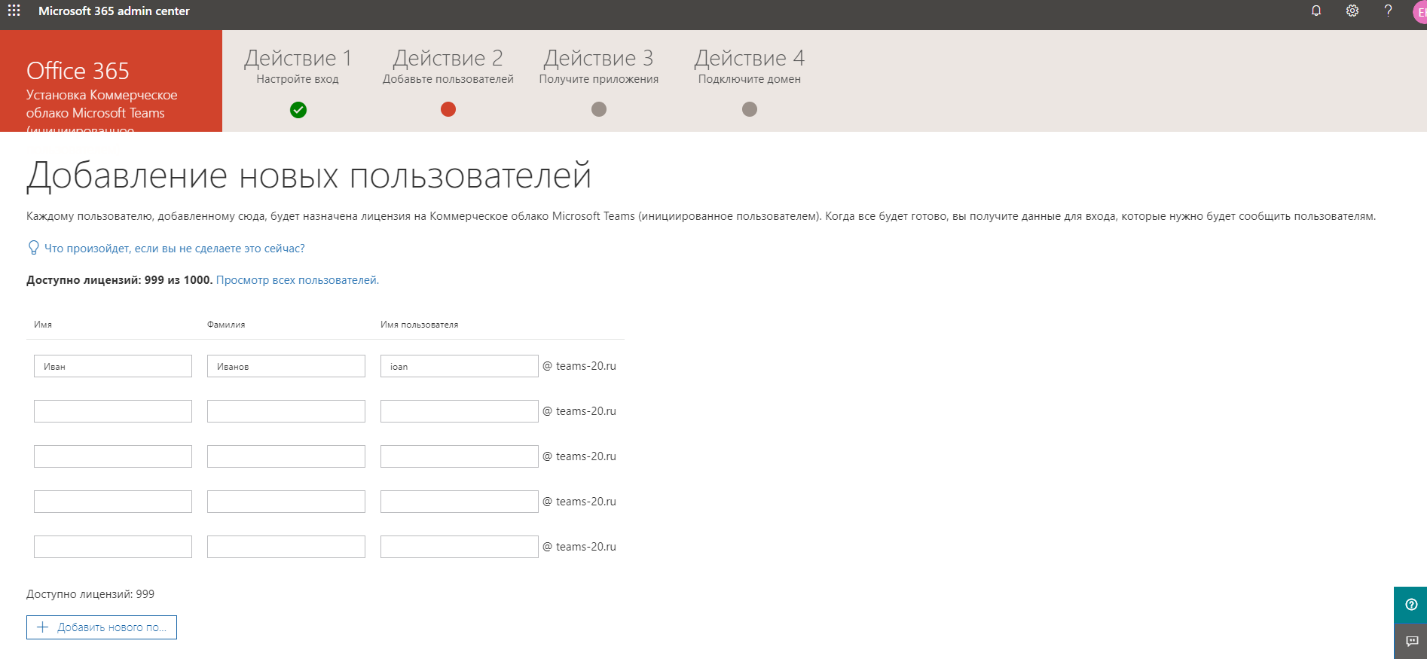 Microsoft 365 admin center
Office 365
Установка Коммерческое
облако Microsoft Teams
(инициированное
Действие 1
Настройте вход
Действие 2
Добавьте пользователей
Действие 3
Получите приложения
Действие 4
Подключите домен
Добавление новых пользователей
Каждому пользователю, добавленному сюда, будет назначена лицензия на Коммерческое облако Microsoft Teams (инициированное пользователем). Когда все будет готово, вы получите данные для входа, которые нужно будет сообщить пользователям.
Что произойдет, если вы не сделаете это сейчас?
Доступно лицензий: 999 из 1000. Просмотр всех пользователей.
Имя Фамилия Имя пользователя
Иван Иванов ioan @ teams-20.ru
@ teams-20.ru
@ teams-20.ru
@ teams-20.ru
@ teams-20.ru
Доступно лицензий: 999
+ Добавить нового по...